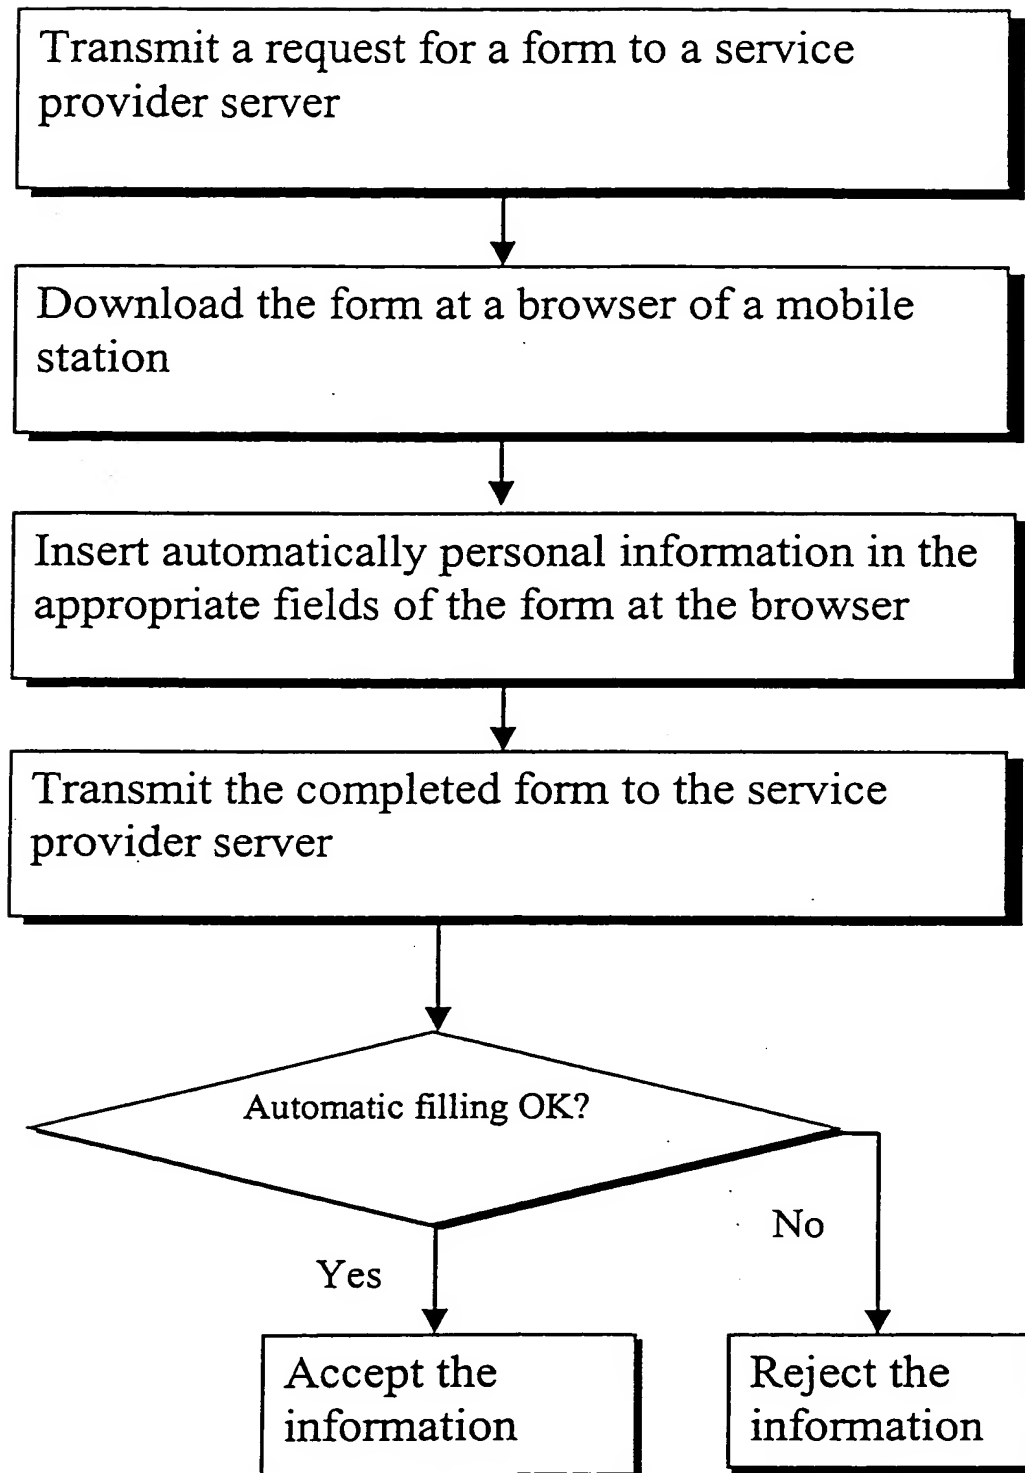 Transmit a request for a form to a service
provider server
Download the form at a browser of a mobile
station
Insert automatically personal information in the
appropriate fields of the form at the browser
Transmit the completed form to the service
provider server
Automatic filling OK?
No
Yes
Accept the
information
Reject the
information